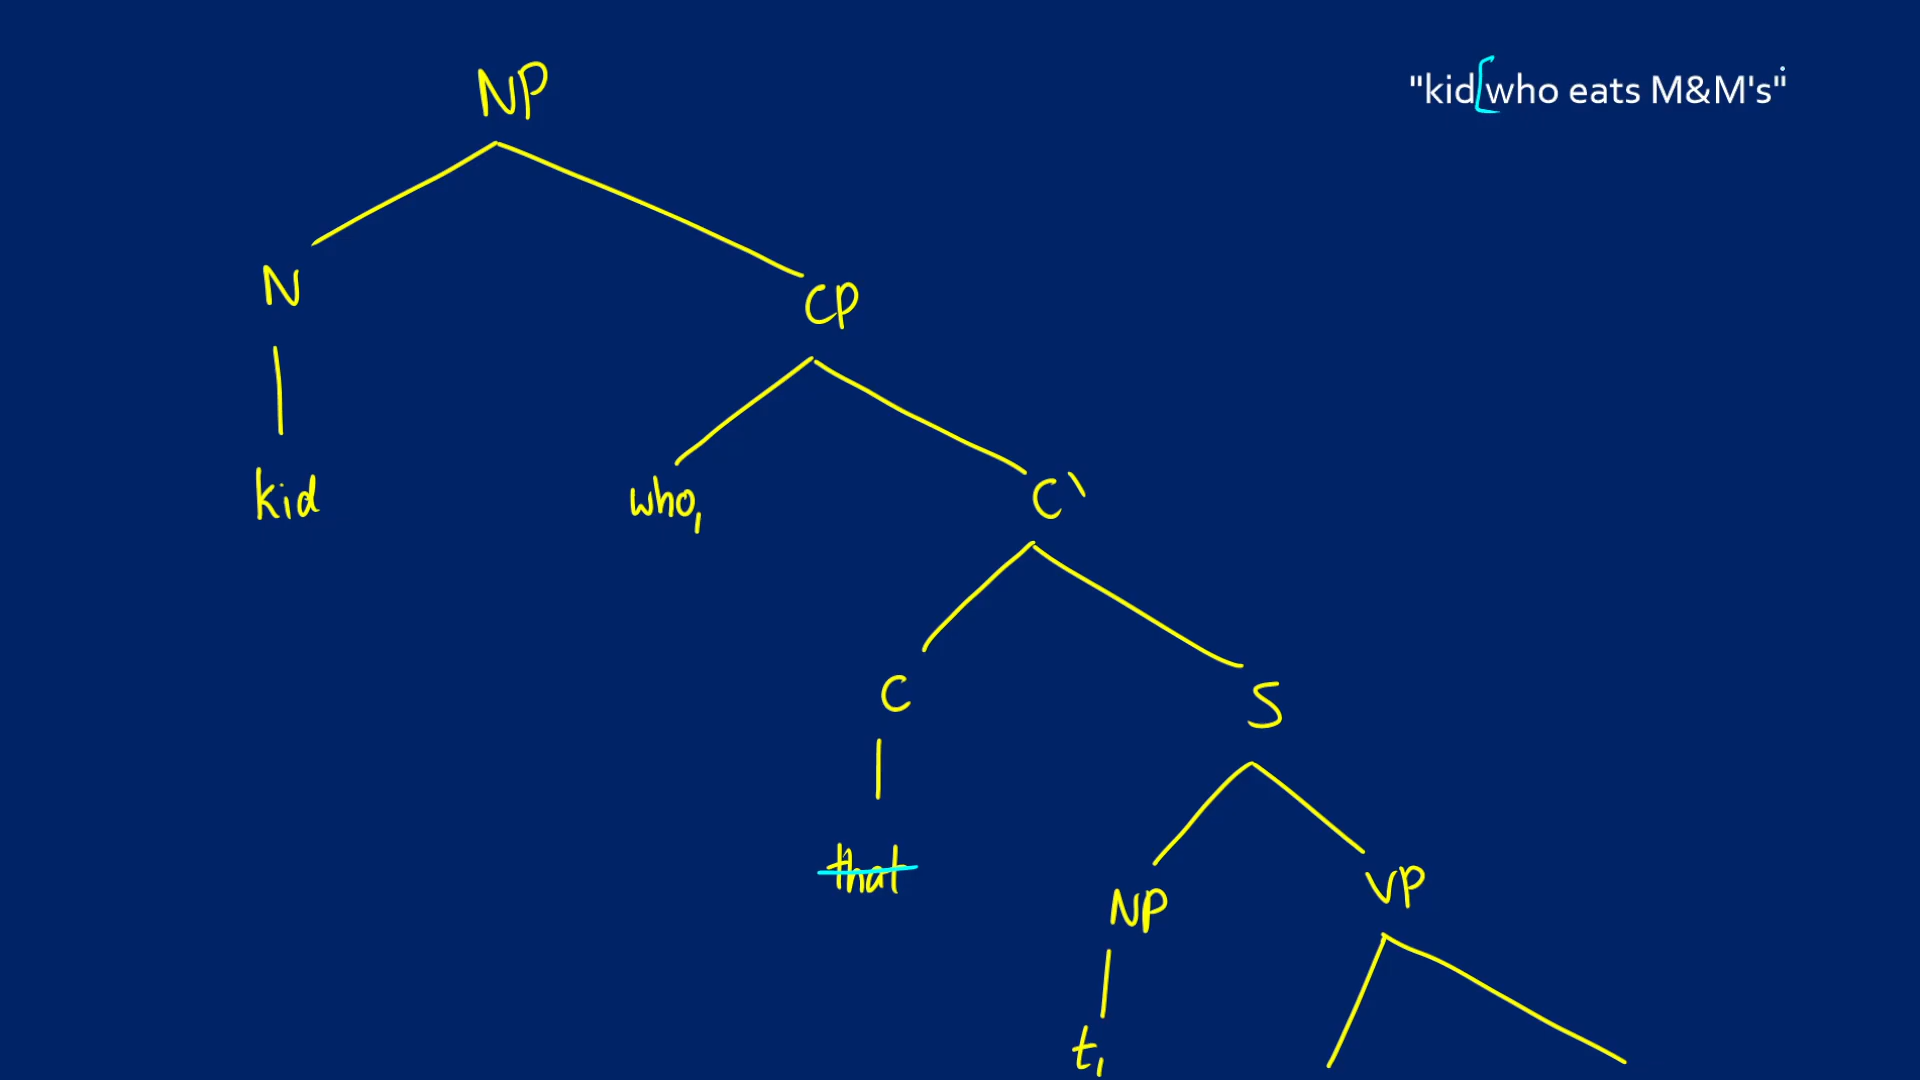 NP
"kid[who eats M&M's"
N
CP
kid
who₁
C`
C
S
that
NP
VP
t₁